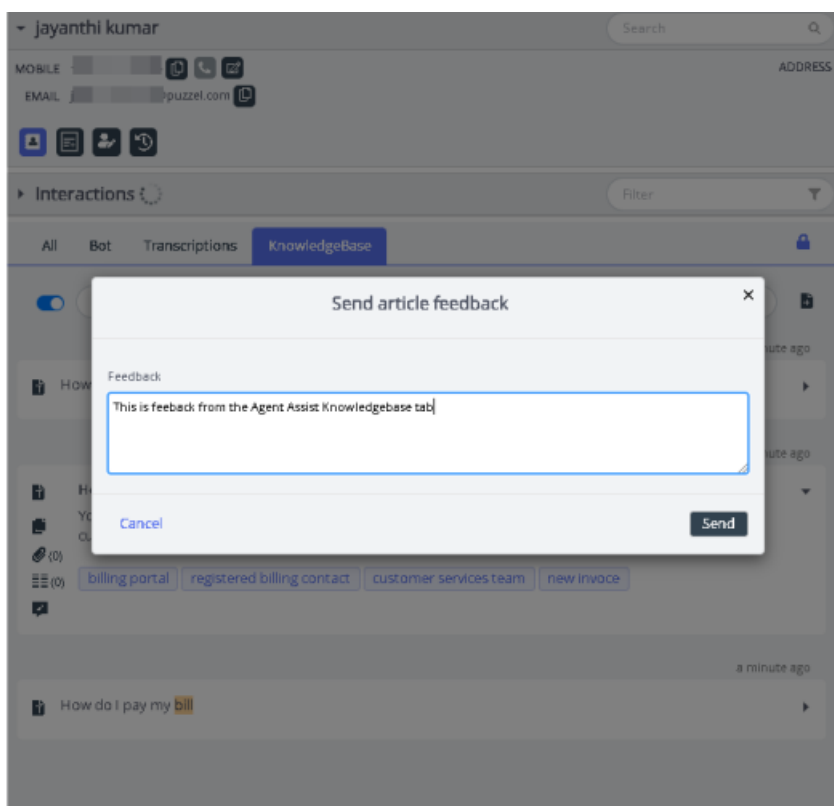 jayanthi kumar
Search
MOBILE
ADDRESS
EMAIL puzzel.com
Interactions
Filter
All Bot Transcriptions KnowledgeBase
Send article feedback
ute ago
How
Feedback
This is feeback from the Agent Assist Knowledgebase tab
ute ago
Cancel
Send
(0)
(0)
billing portal registered billing contact customer services team new invoce
a minute ago
How do I pay my bill